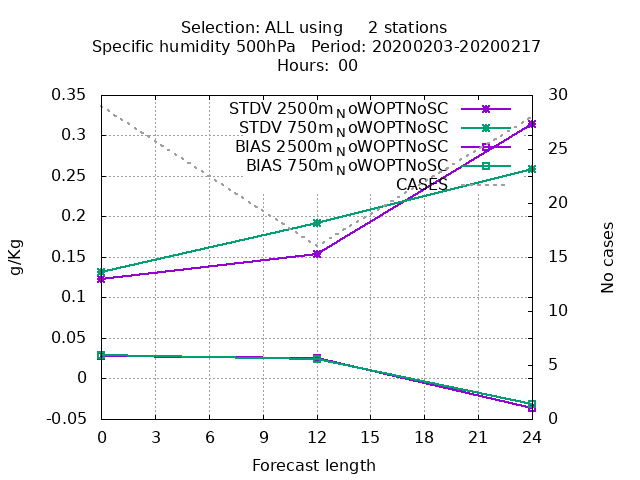 Selection: ALL using 2 stations
Specific humidity 500hPa Period: 20200203-20200217
Hours: 00
STDV 2500m_NoWOPTNoSC
STDV 750m_NoWOPTNoSC
BIAS 2500m_NoWOPTNoSC
BIAS 750m_NoWOPTNoSC
CASES
g/Kg
0.35
0.3
0.25
0.2
0.15
0.1
0.05
0
-0.05
No cases
30
25
20
15
10
5
0
0 3 6 9 12 15 18 21 24
Forecast length